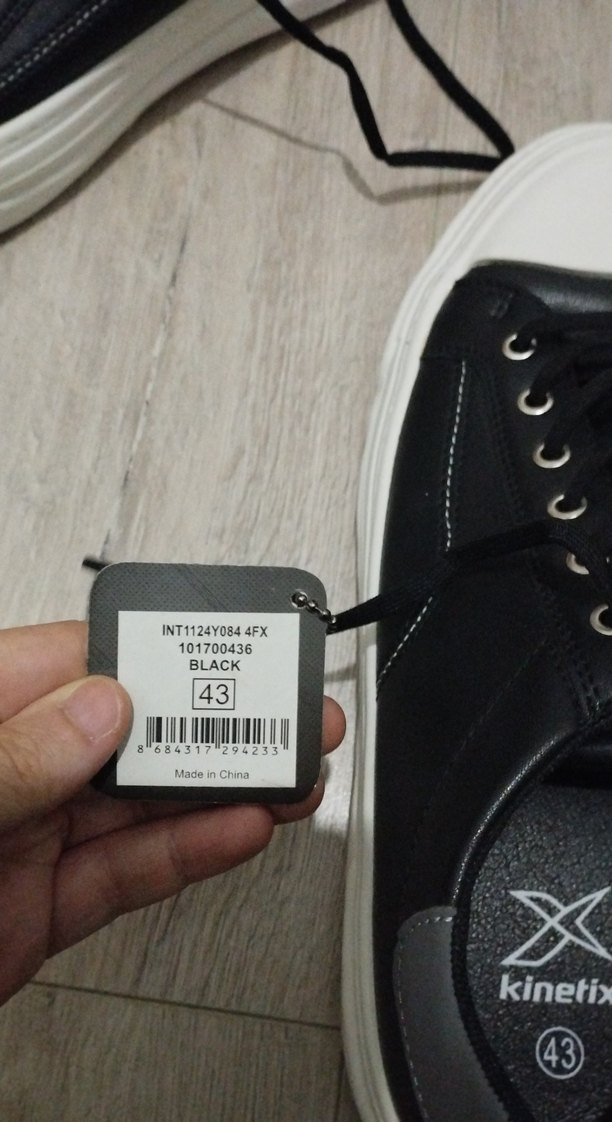 INT1124Y084 4FX
101700436
BLACK
43
8 684317 294233
Made in China
kinetix
43